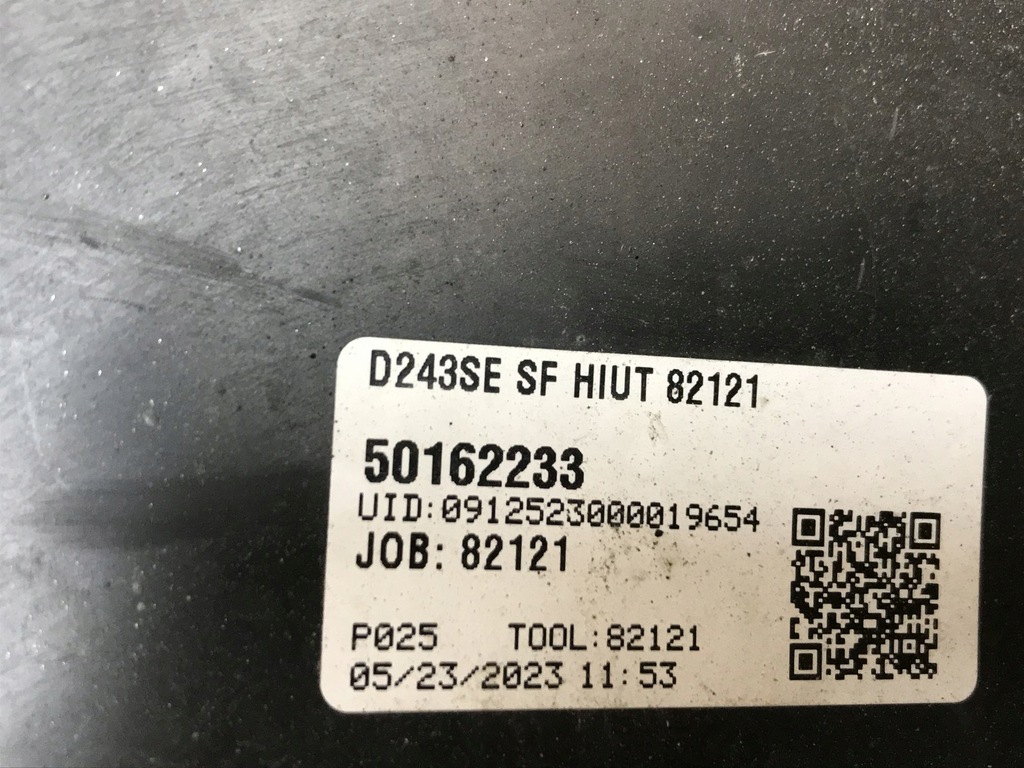 D243SE SF HIUT 82121
50162233
UID:0912523000019654
JOB: 82121
P025 TOOL:82121
05/23/2023 11:53